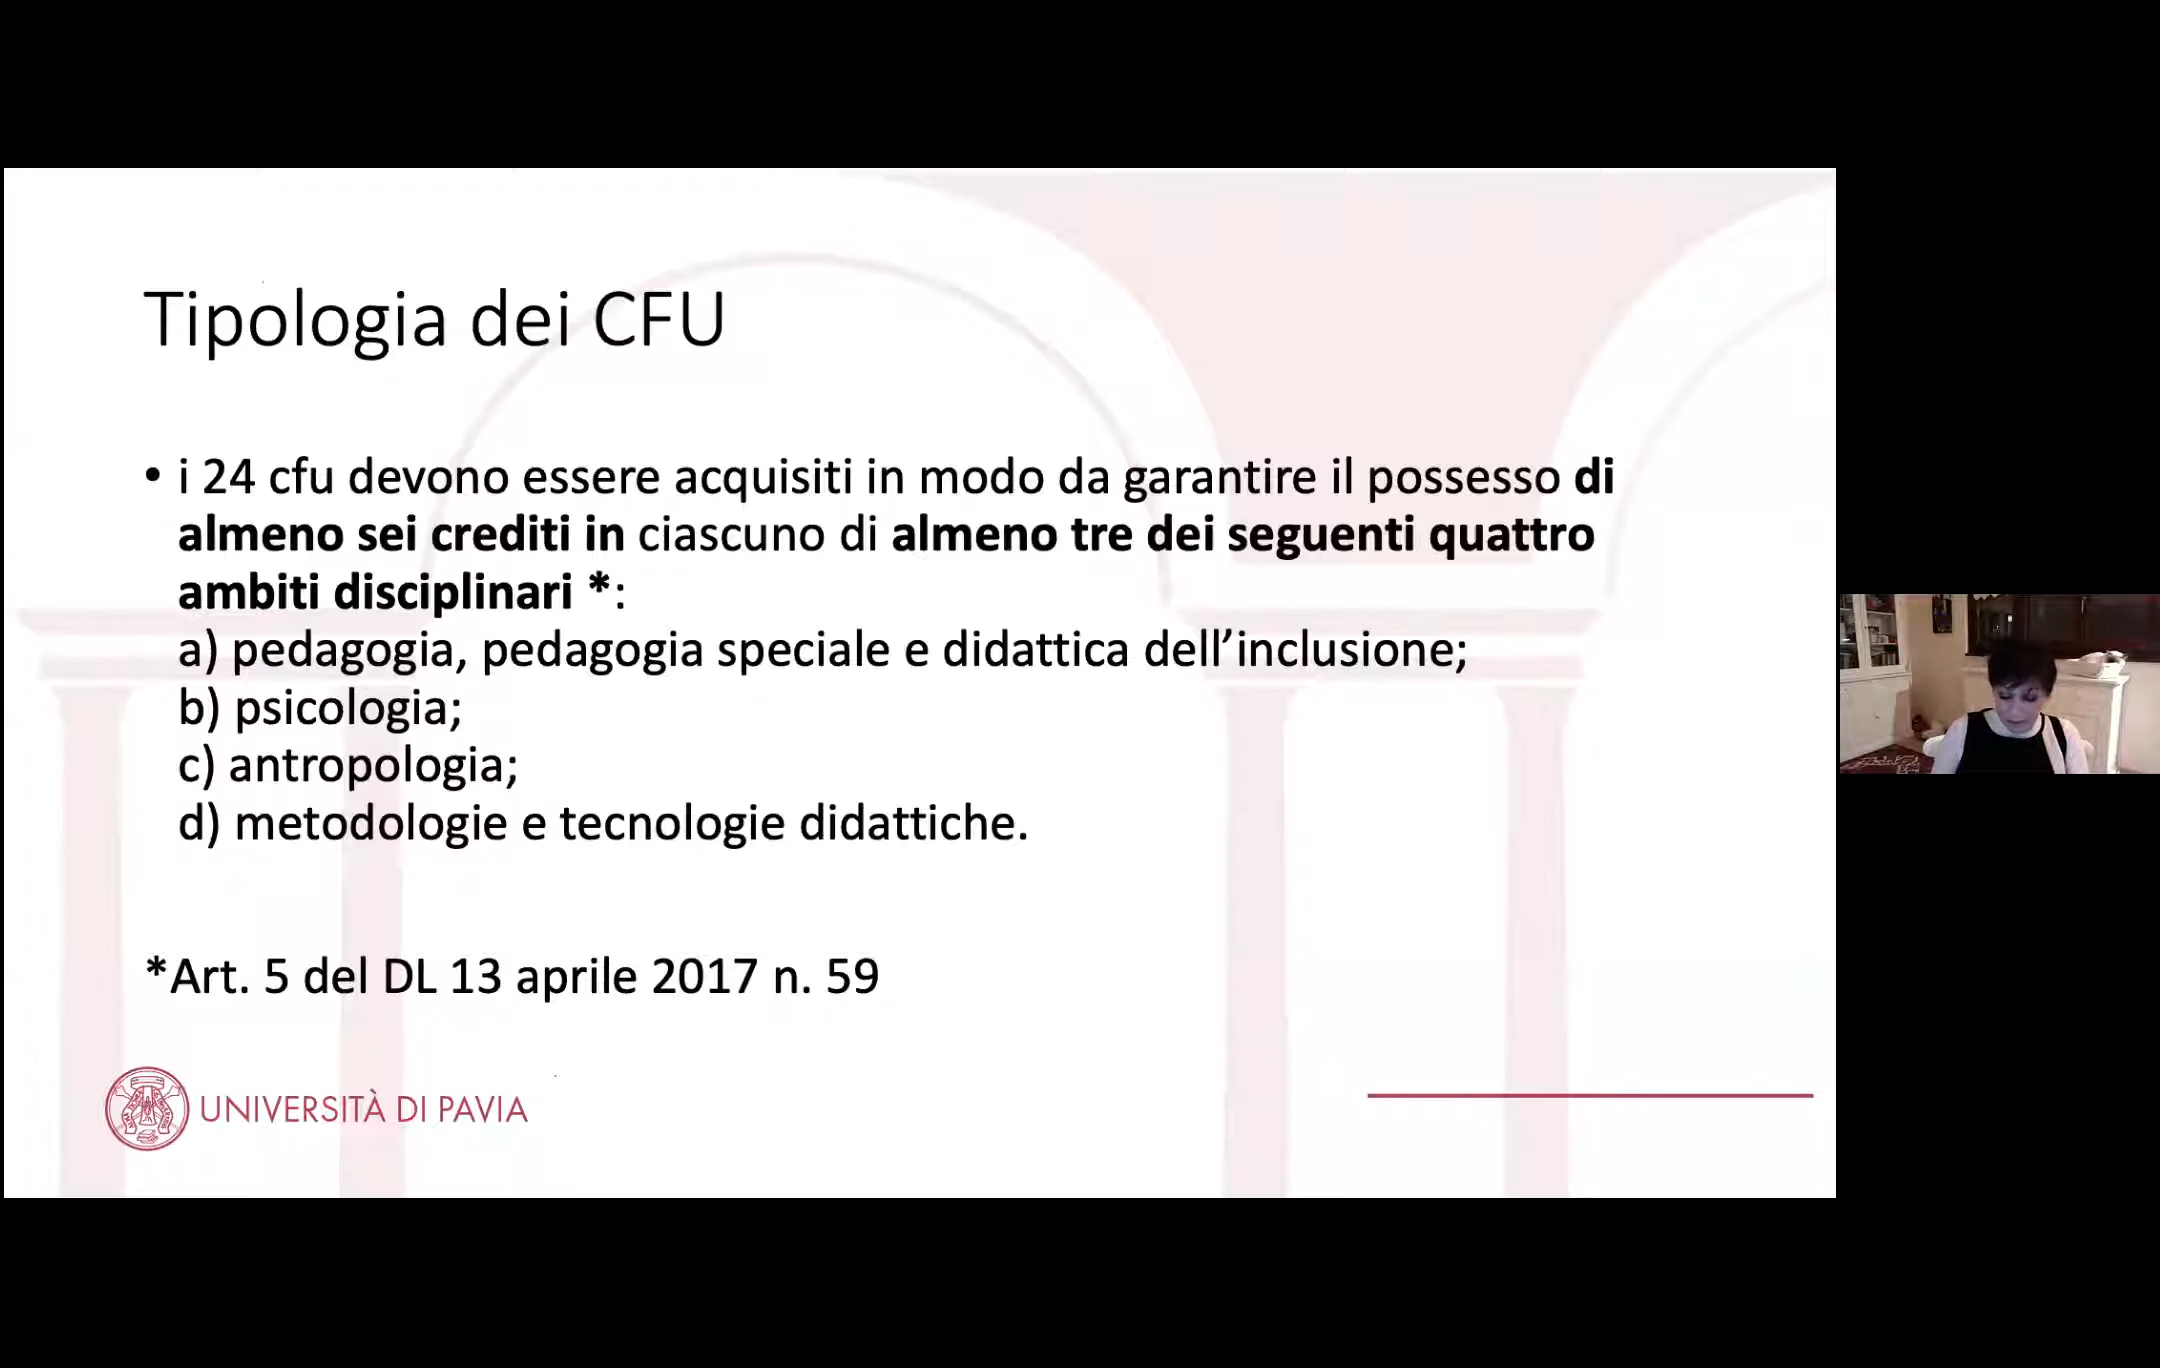 Tipologia dei CFU
• i 24 cfu devono essere acquisiti in modo da garantire il possesso di
almeno sei crediti in ciascuno di almeno tre dei seguenti quattro
ambiti disciplinari *:
a) pedagogia, pedagogia speciale e didattica dell’inclusione;
b) psicologia;
c) antropologia;
d) metodologie e tecnologie didattiche.
*Art. 5 del DL 13 aprile 2017 n. 59
UNIVERSITÀ DI PAVIA